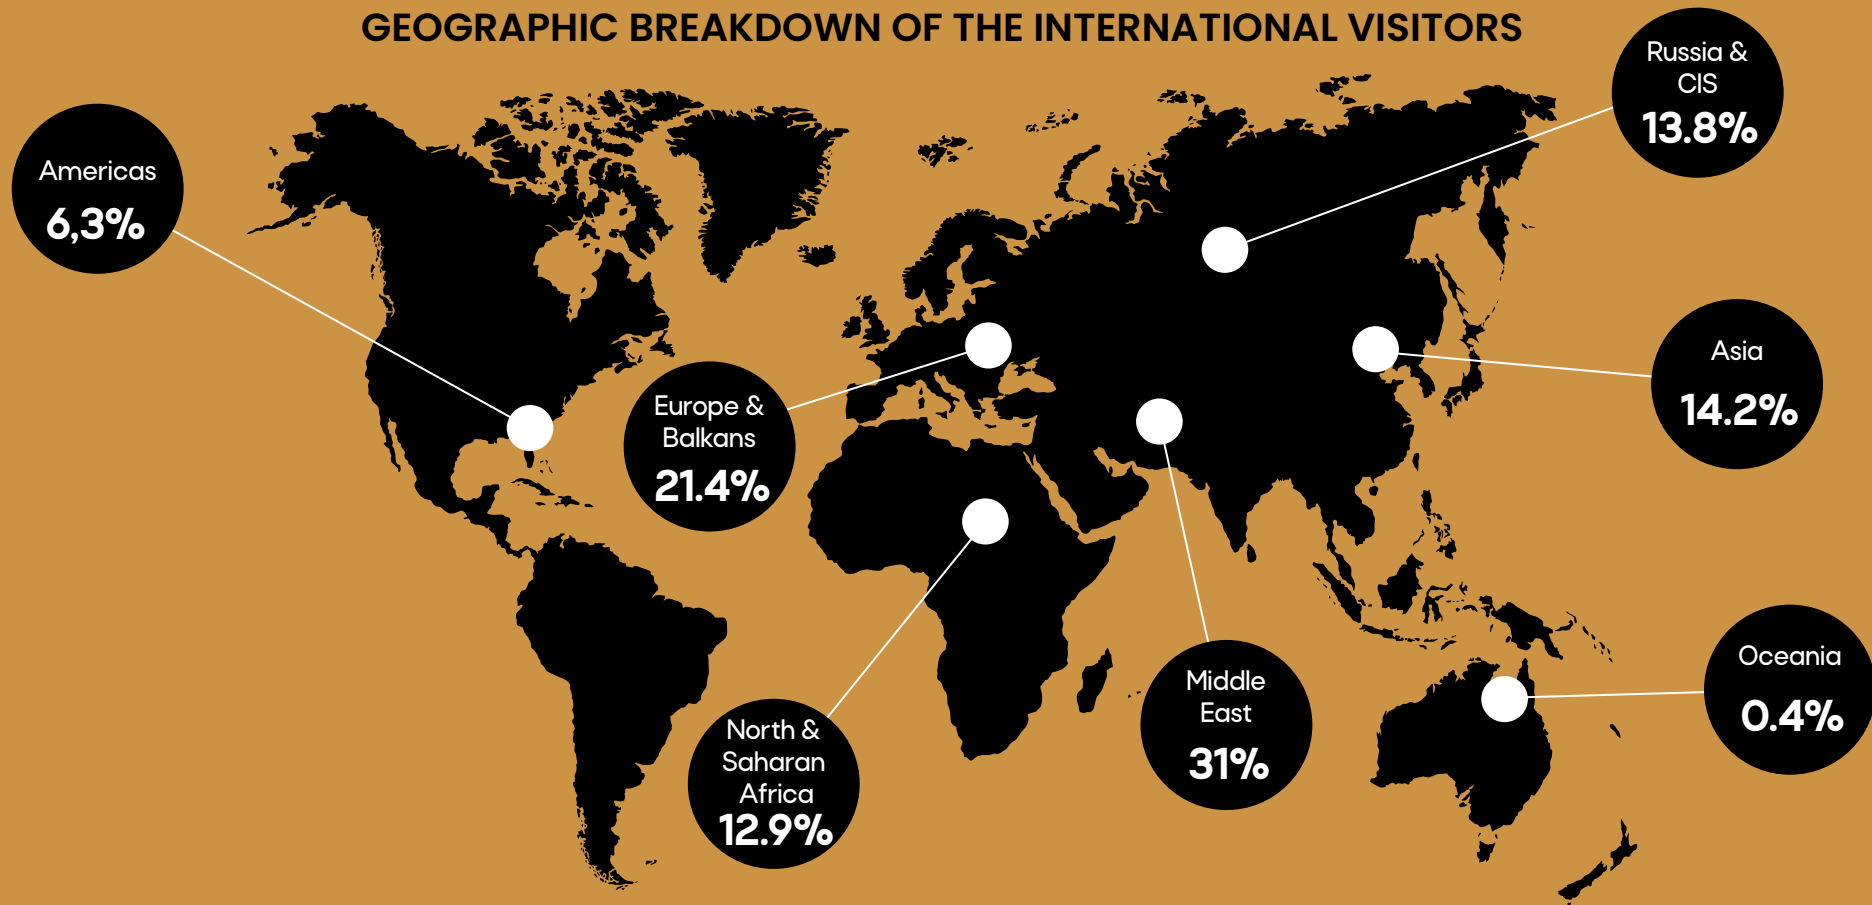 GEOGRAPHIC BREAKDOWN OF THE INTERNATIONAL VISITORS
Russia &
CIS
13.8%
Americas
6,3%
Asia
14.2%
Europe &
Balkans
21.4%
Oceania
0.4%
Middle
East
31%
North &
Saharan
Africa
12.9%